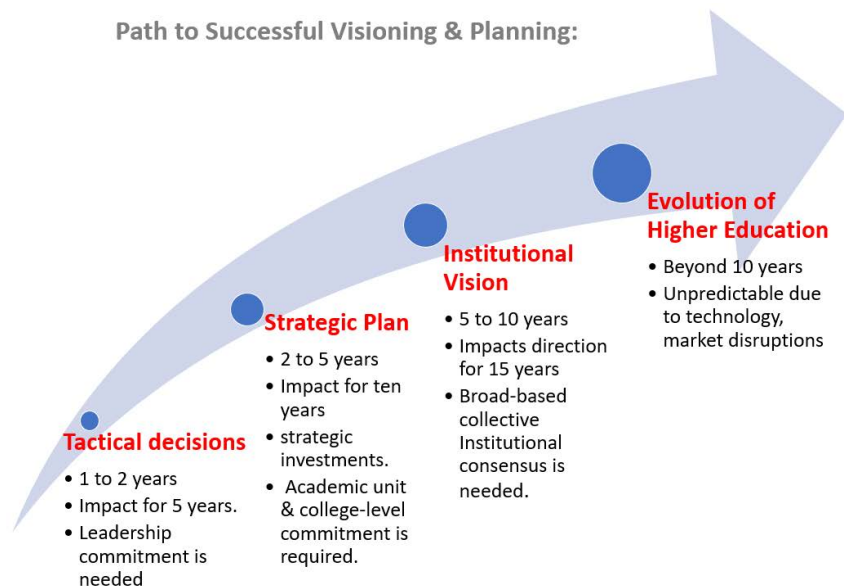 Path to Successful Visioning & Planning:
Tactical decisions
• 1 to 2 years
• Impact for 5 years.
• Leadership
commitment is
needed
Strategic Plan
• 2 to 5 years
• Impact for ten
years
• strategic
investments.
• Academic unit
& college-level
commitment is
required.
Institutional
Vision
• 5 to 10 years
• Impacts direction
for 15 years
• Broad-based
collective
Institutional
consensus is
needed.
Evolution of
Higher Education
• Beyond 10 years
• Unpredictable due
to technology,
market disruptions